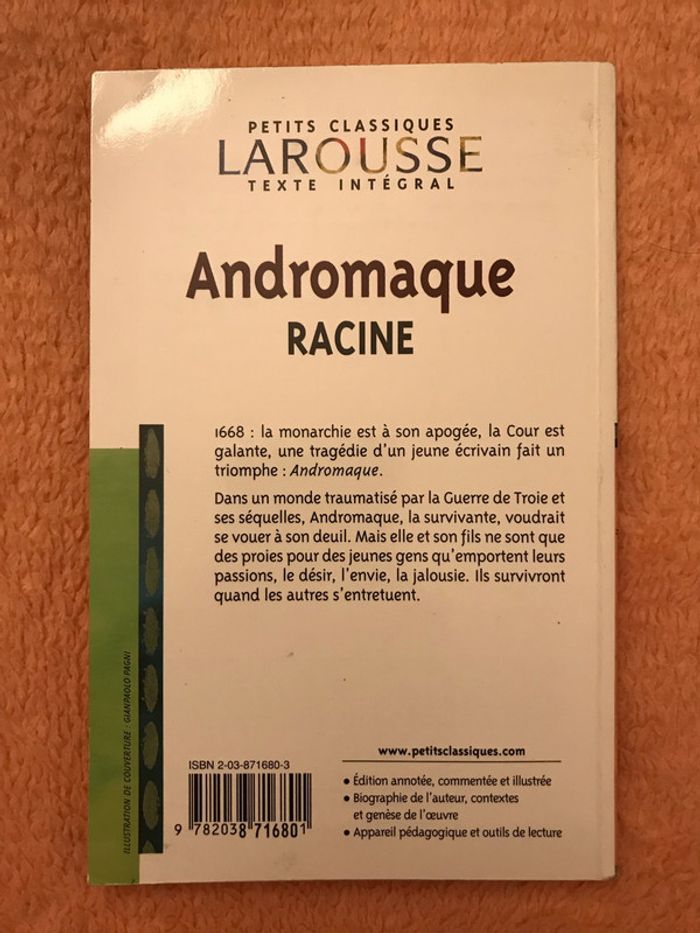 PETITS CLASSIQUES
LAROUSSE
TEXTE INTÉGRAL
Andromaque
RACINE
1668 : la monarchie est à son apogée, la Cour est
galante, une tragédie d'un jeune écrivain fait un
triomphe : Andromaque.
Dans un monde traumatisé par la Guerre de Troie et
ses séquelles, Andromaque, la survivante, voudrait
se vouer à son deuil. Mais elle et son fils ne sont que
des proies pour des jeunes gens qu'emportent leurs
passions, le désir, l'envie, la jalousie. Ils survivront
quand les autres s'entretuent.
ILLUSTRATION DE COUVERTURE : GIANPAOLO PAGNI
ISBN 2-03-871680-3
9 782038 716801
www.petitsclassiques.com
• Édition annotée, commentée et illustrée
• Biographie de l'auteur, contextes
et genèse de l'œuvre
• Appareil pédagogique et outils de lecture